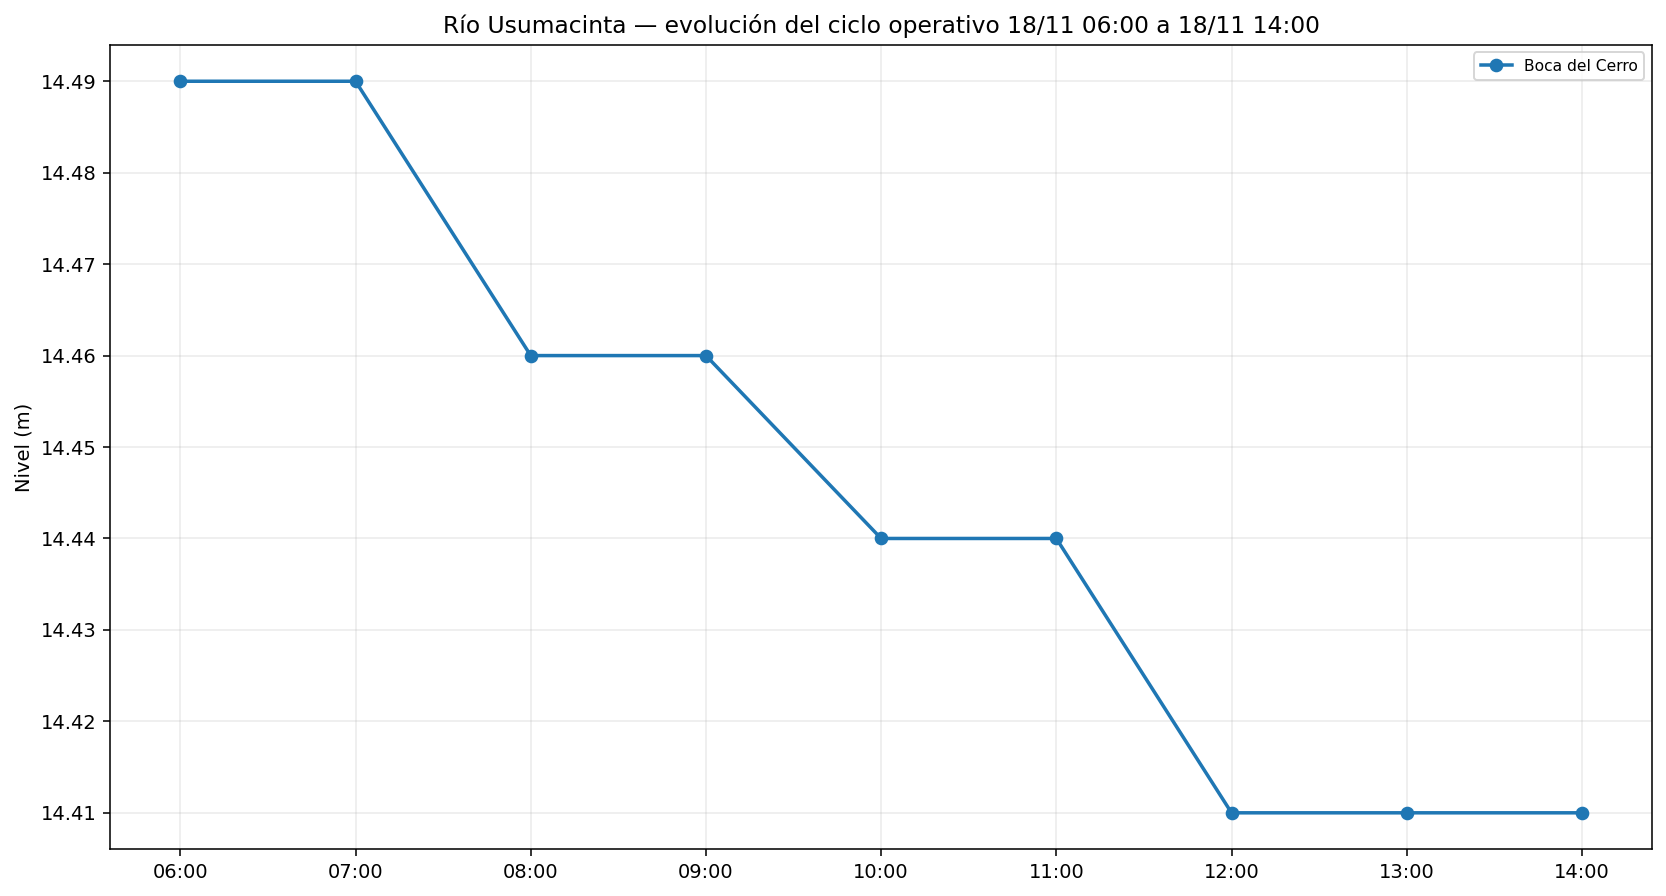 Río Usumacinta — evolución del ciclo operativo 18/11 06:00 a 18/11 14:00
Boca del Cerro
Nivel (m)
14.49
14.48
14.47
14.46
14.45
14.44
14.43
14.42
14.41
06:00 07:00 08:00 09:00 10:00 11:00 12:00 13:00 14:00